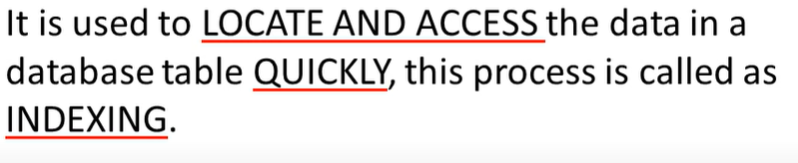 It is used to LOCATE AND ACCESS the data in a
database table QUICKLY, this process is called as
INDEXING.